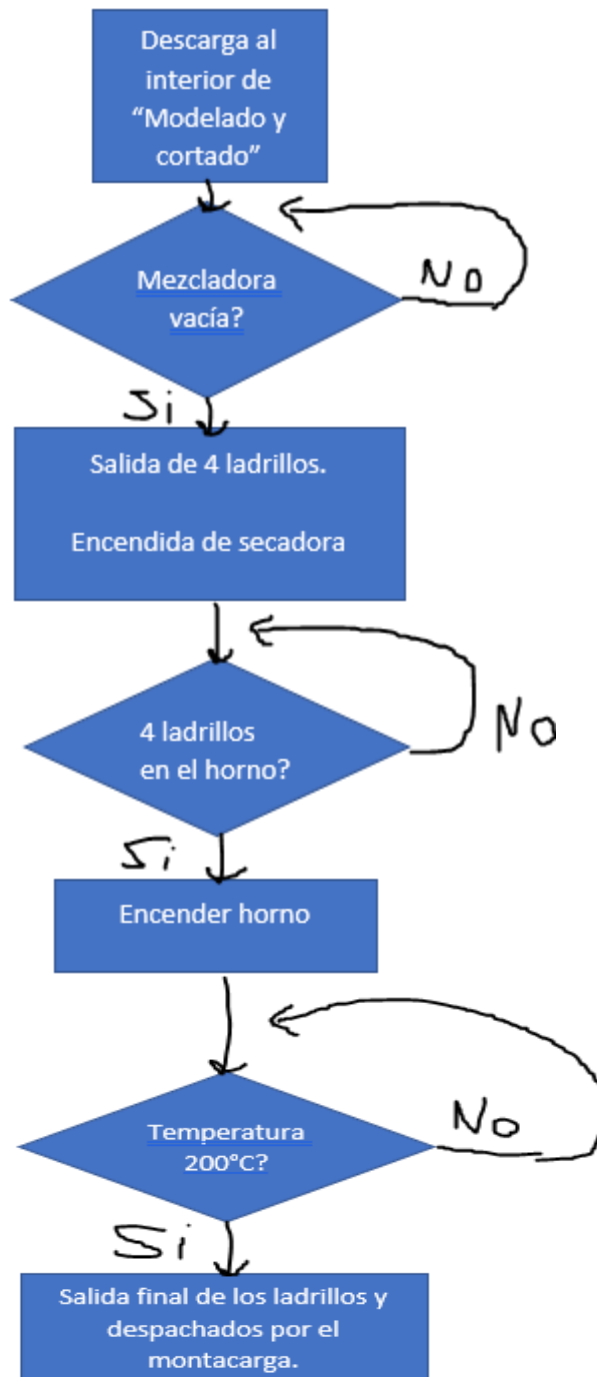 Descarga al
interior de
“Modelado y
cortado”
Mezcladora
vacía?
No
Si
Salida de 4 ladrillos.
Encendida de secadora
4 ladrillos
en el horno?
No
Si
Encender horno
Temperatura
200°C?
No
Si
Salida final de los ladrillos y
despachados por el
montacarga.